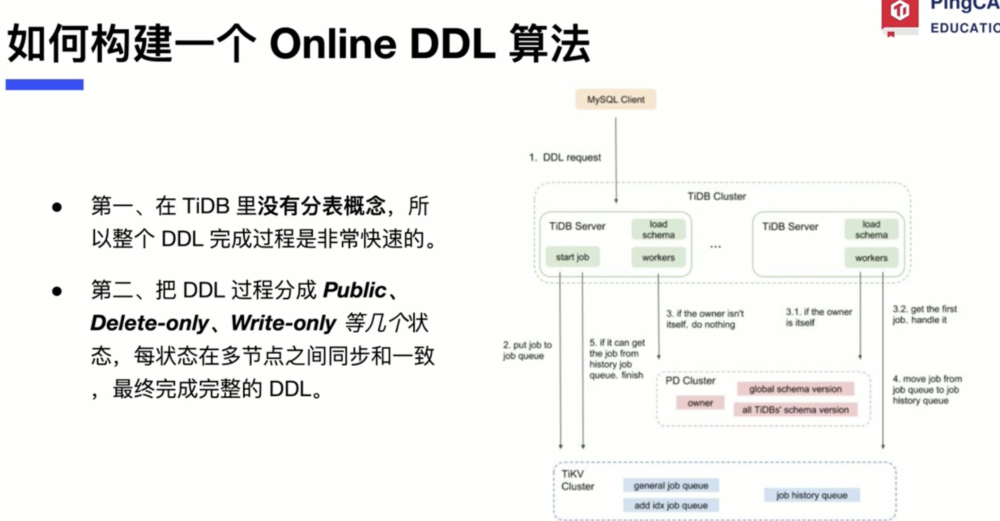 PingCA
EDUCATIO
如何构建一个 Online DDL 算法
● 第一、在 TiDB 里没有分表概念，所
以整个 DDL 完成过程是非常快速的。
● 第二、把 DDL 过程分成 Public、
Delete-only、Write-only 等几个状
态，每状态在多节点之间同步和一致
，最终完成完整的 DDL。
MySQL Client
1. DDL request
TiDB Cluster
TiDB Server
load
schema
start job
workers
...
TiDB Server
load
schema
workers
2. put job to
job queue
5. if it can get
the job from
history job
queue, finish
3. if the owner isn't
itself, do nothing
3.1. if the owner
is itself
3.2. get the first
job, handle it
4. move job from
job queue to job
history queue
PD Cluster
owner
global schema version
all TiDBs' schema version
TiKV
Cluster
general job queue
add idx job queue
job history queue